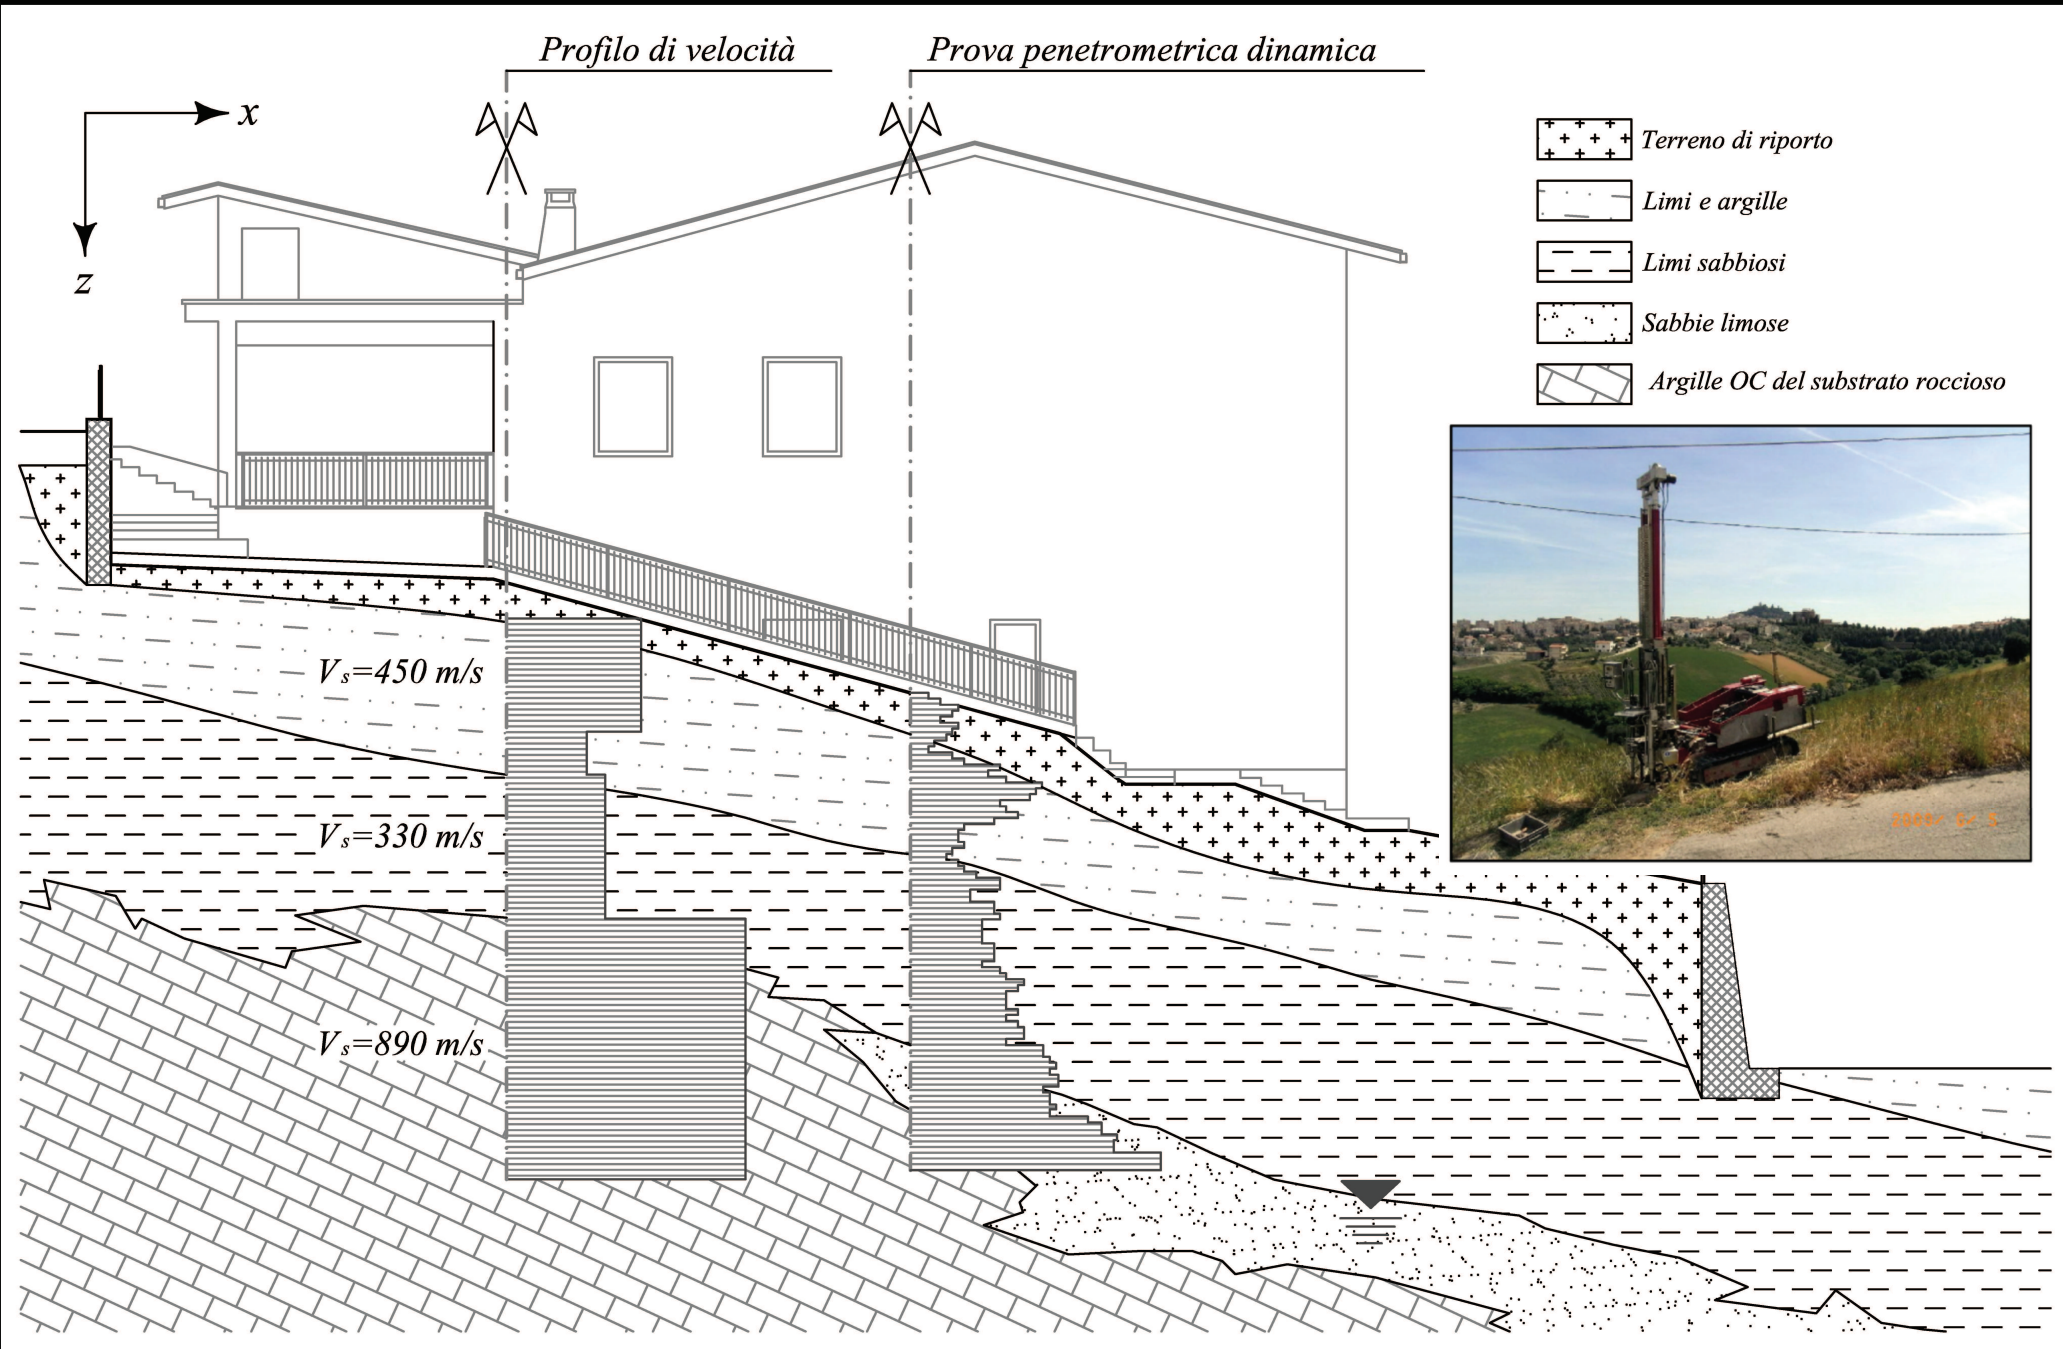 Profilo di velocità
Prova penetrometrica dinamica
x
z
Terreno di riporto
Limi e argille
Limi sabbiosi
Sabbie limose
Argille OC del substrato roccioso
Vs=450 m/s
Vs=330 m/s
Vs=890 m/s